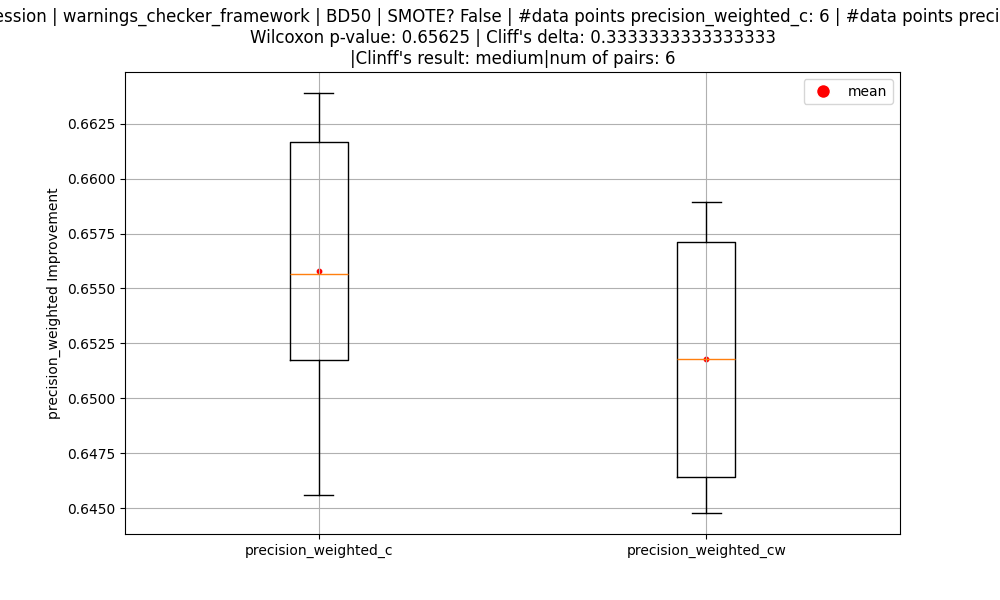 ession | warnings_checker_framework | BD50 | SMOTE? False | #data points precision_weighted_c: 6 | #data points preci
Wilcoxon p-value: 0.65625 | Cliff's delta: 0.3333333333333333
|Clinff's result: medium|num of pairs: 6
mean
0.6625
0.6600
0.6575
0.6550
0.6525
0.6500
0.6475
0.6450
precision_weighted Improvement
precision_weighted_c
precision_weighted_cw